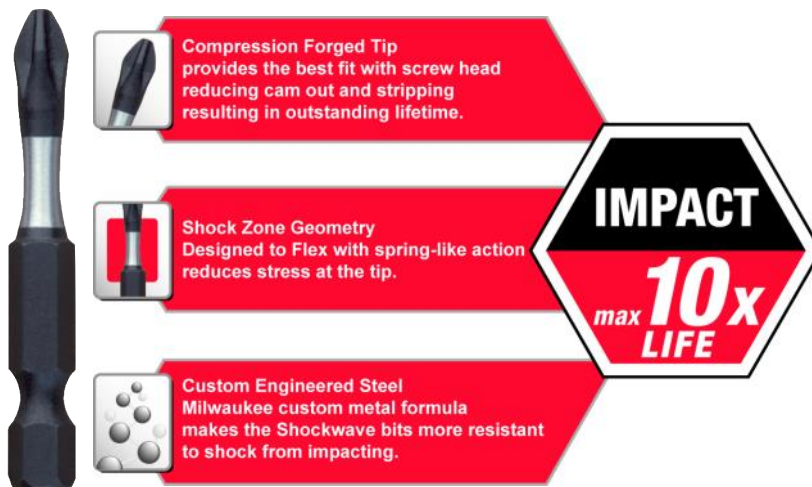 Compression Forged Tip
provides the best fit with screw head
reducing cam out and stripping
resulting in outstanding lifetime.
Shock Zone Geometry
Designed to Flex with spring-like action
reduces stress at the tip.
Custom Engineered Steel
Milwaukee custom metal formula
makes the Shockwave bits more resistant
to shock from impacting.
IMPACT
max 10x
LIFE